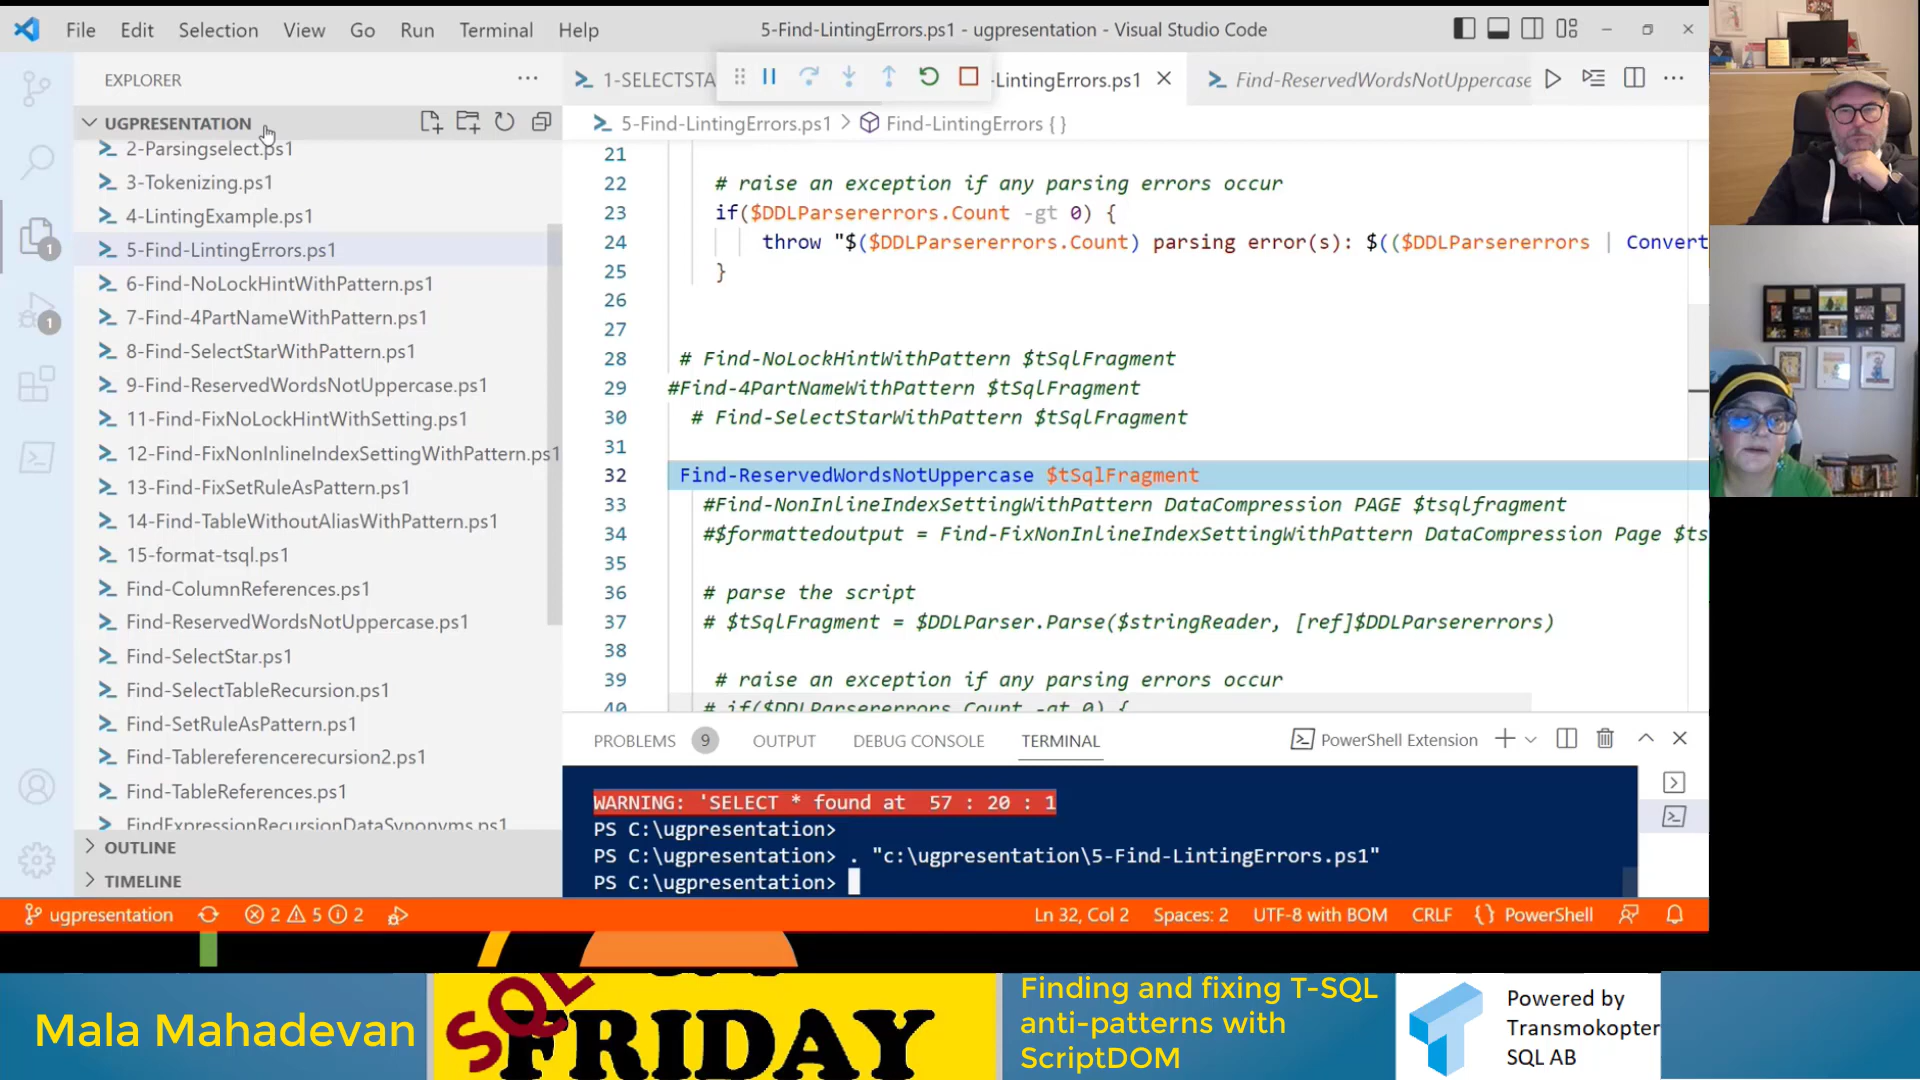 File Edit Selection View Go Run Terminal Help
5-Find-LintingErrors.ps1 - ugpresentation - Visual Studio Code
EXPLORER
UGPRESENTATION
2-Parsingselect.ps1
3-Tokenizing.ps1
4-LintingExample.ps1
5-Find-LintingErrors.ps1
6-Find-NoLockHintWithPattern.ps1
7-Find-4PartNameWithPattern.ps1
8-Find-SelectStarWithPattern.ps1
9-Find-ReservedWordsNotUppercase.ps1
11-Find-FixNoLockHintWithSetting.ps1
12-Find-FixNonInlineIndexSettingWithPattern.ps1
13-Find-FixSetRuleAsPattern.ps1
14-Find-TableWithoutAliasWithPattern.ps1
15-format-tsql.ps1
Find-ColumnReferences.ps1
Find-ReservedWordsNotUppercase.ps1
Find-SelectStar.ps1
Find-SelectTableRecursion.ps1
Find-SetRuleAsPattern.ps1
Find-Tablereferencerecursion2.ps1
Find-TableReferences.ps1
FindExpressionRecursionDataSynonyms.ps1
OUTLINE
TIMELINE
1
1
1-SELECTSTA
-LintingErrors.ps1
Find-ReservedWordsNotUppercase
5-Find-LintingErrors.ps1 > Find-LintingErrors { }
21
22 # raise an exception if any parsing errors occur
23 if($DDLParsererrors.Count -gt 0) {
24 throw "$($DDLParsererrors.Count) parsing error(s): $(($DDLParsererrors | Convert
25 }
26
27
28 # Find-NoLockHintWithPattern $tSqlFragment
29 #Find-4PartNameWithPattern $tSqlFragment
30 # Find-SelectStarWithPattern $tSqlFragment
31
32 Find-ReservedWordsNotUppercase $tSqlFragment
33 #Find-NonInlineIndexSettingWithPattern DataCompression PAGE $tsqlfragment
34 #$formattedoutput = Find-FixNonInlineIndexSettingWithPattern DataCompression Page $ts
35
36 # parse the script
37 # $tSqlFragment = $DDLParser.Parse($stringReader, [ref]$DDLParsererrors)
38
39 # raise an exception if any parsing errors occur
40 # if($DDLParsererrors.Count -gt 0) {
PROBLEMS 9 OUTPUT DEBUG CONSOLE TERMINAL
PowerShell Extension
WARNING: 'SELECT * found at 57 : 20 : 1
PS C:\ugpresentation>
PS C:\ugpresentation> . "c:\ugpresentation\5-Find-LintingErrors.ps1"
PS C:\ugpresentation>
ugpresentation 2 5 2
Ln 32, Col 2 Spaces: 2 UTF-8 with BOM CRLF {} PowerShell
Mala Mahadevan
SQL
FRIDAY
Finding and fixing T-SQL
anti-patterns with
ScriptDOM
Powered by
Transmokopter
SQL AB